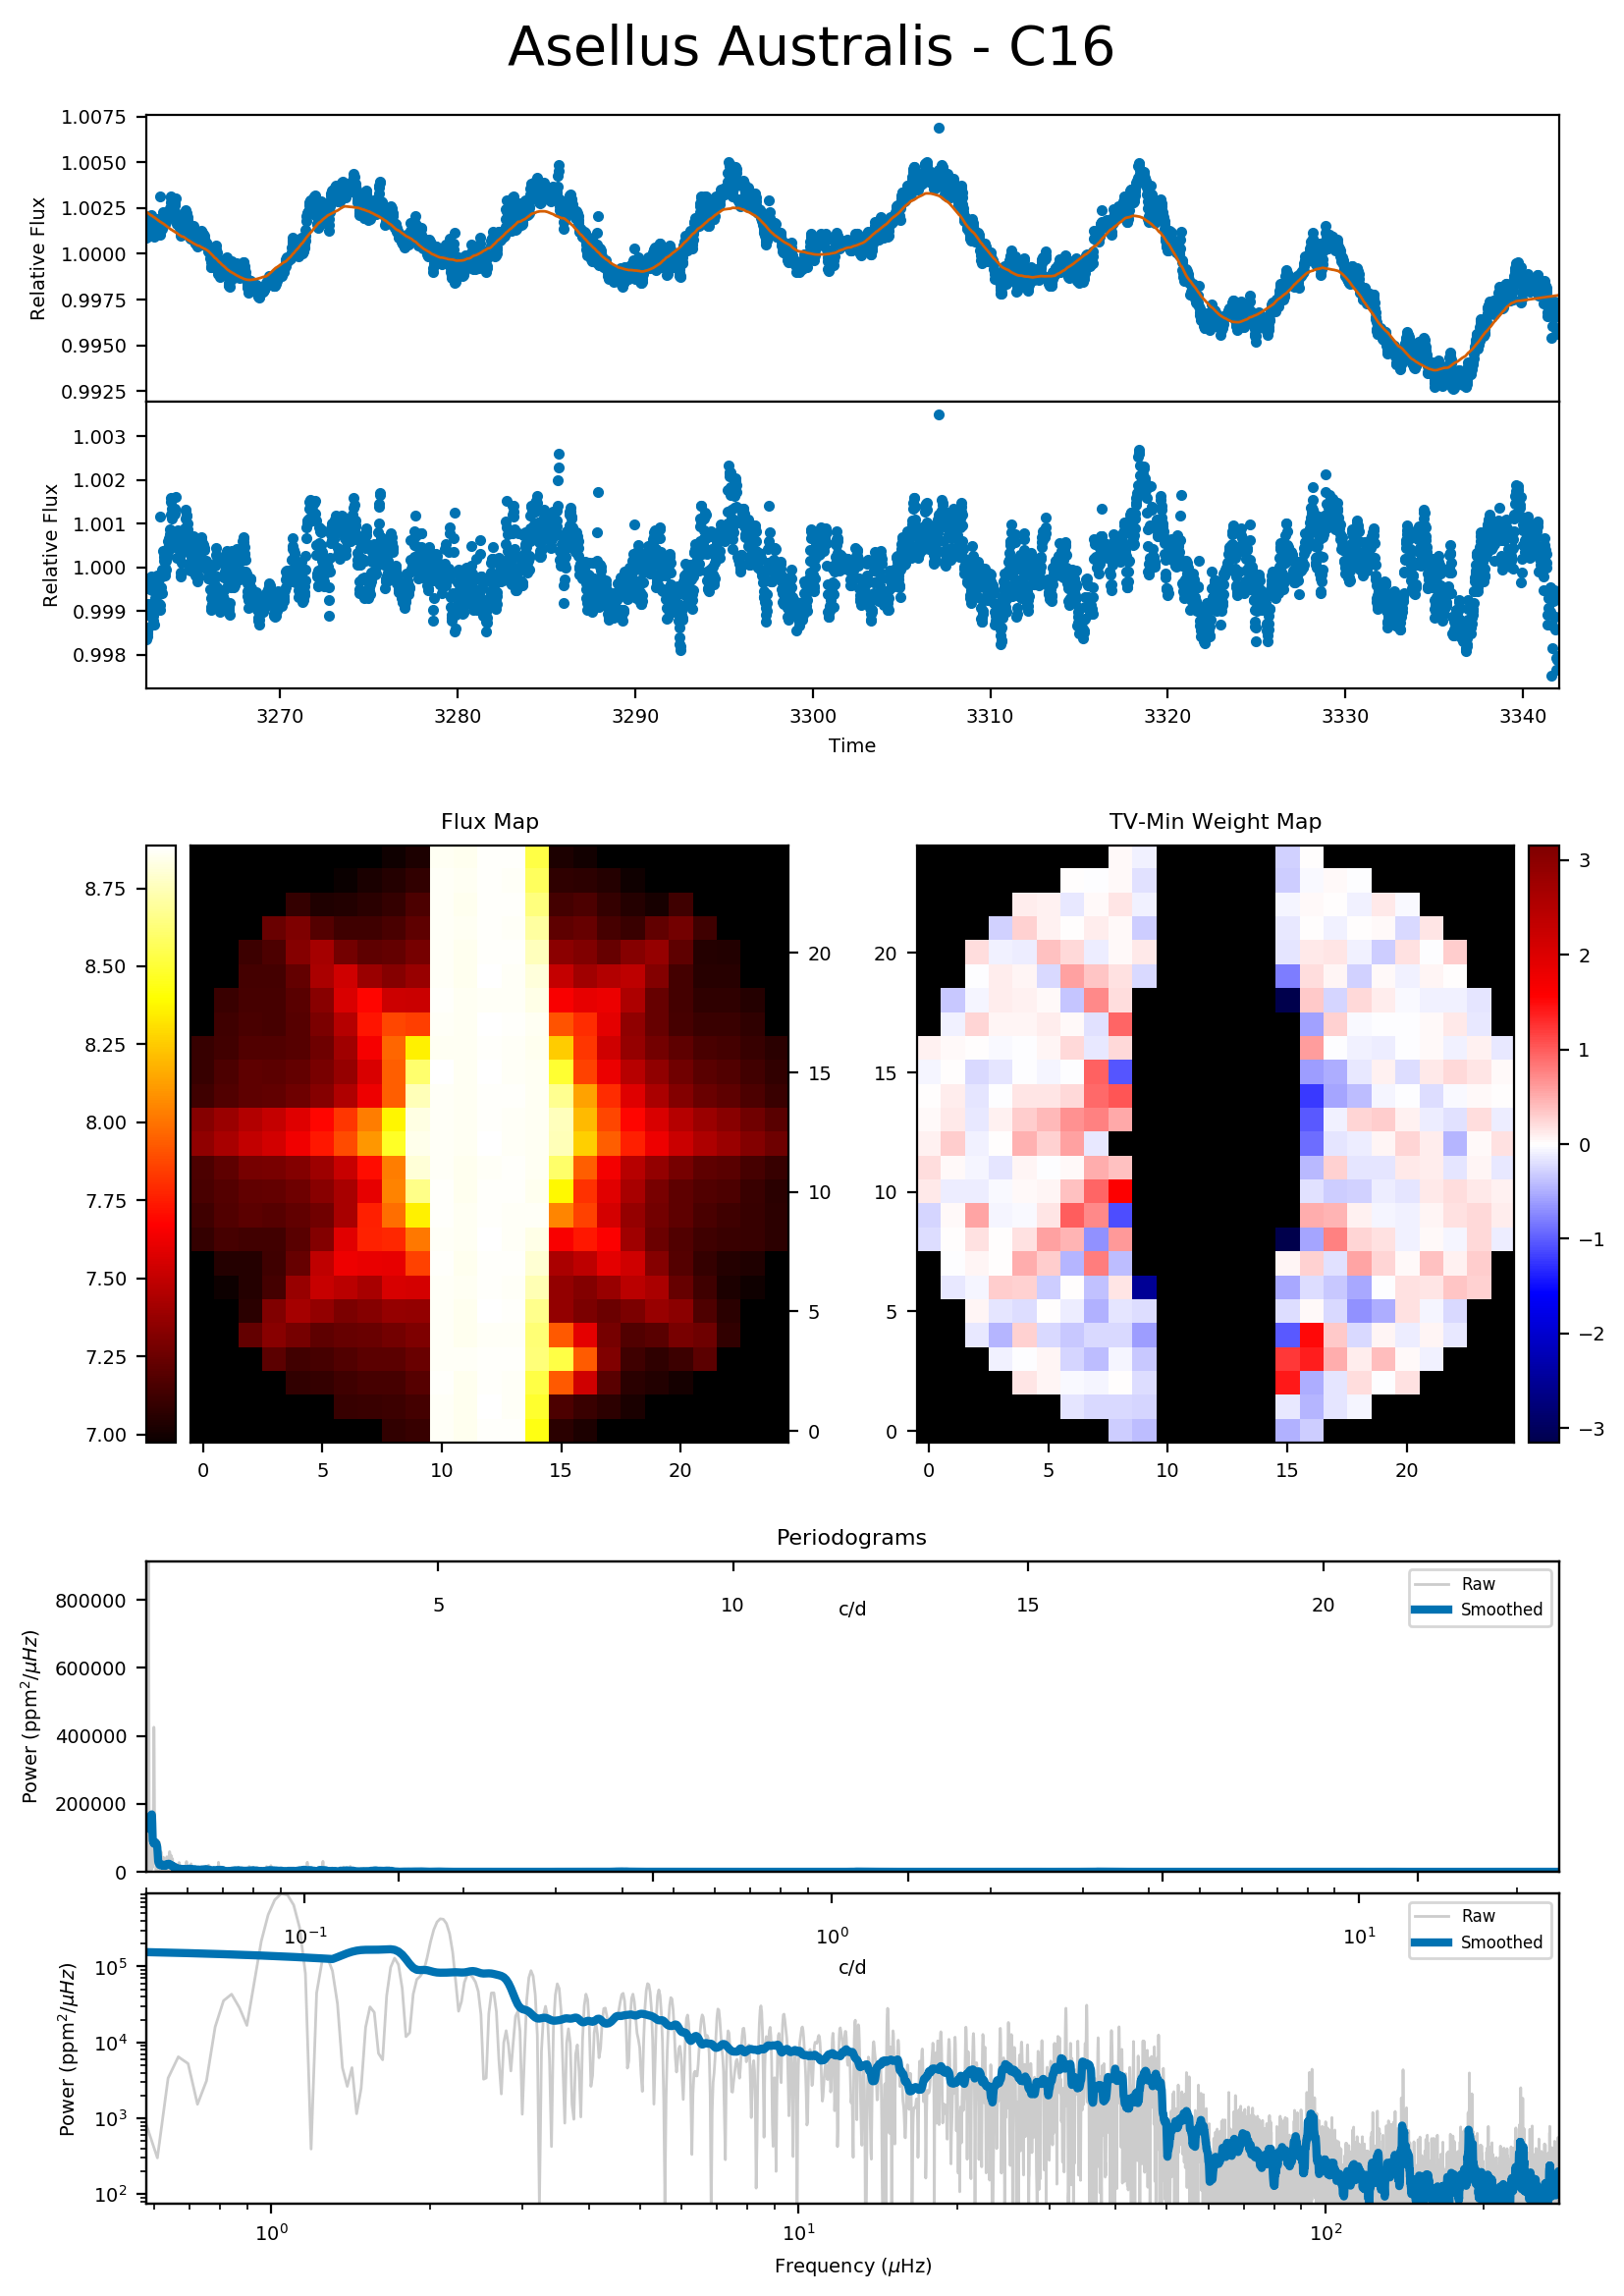 Asellus Australis - C16
1.0075
1.0050
1.0025
1.0000
0.9975
0.9950
0.9925
Relative Flux
1.003
1.002
1.001
1.000
0.999
0.998
Relative Flux
3270 3280 3290 3300 3310 3320 3330 3340
Time
Flux Map
8.75
8.50
8.25
8.00
7.75
7.50
7.25
7.00
20
15
10
5
0
0 5 10 15 20
TV-Min Weight Map
20
15
10
5
0
0 5 10 15 20
3
2
1
0
−1
−2
−3
Periodograms
Power (ppm²/μHz)
800000
600000
400000
200000
0
5 10 15 20
c/d
Raw
Smoothed
Power (ppm²/μHz)
10⁵
10⁴
10³
10²
10⁻¹ 10⁰ 10¹
c/d
Raw
Smoothed
10⁰ 10¹ 10²
Frequency (μHz)